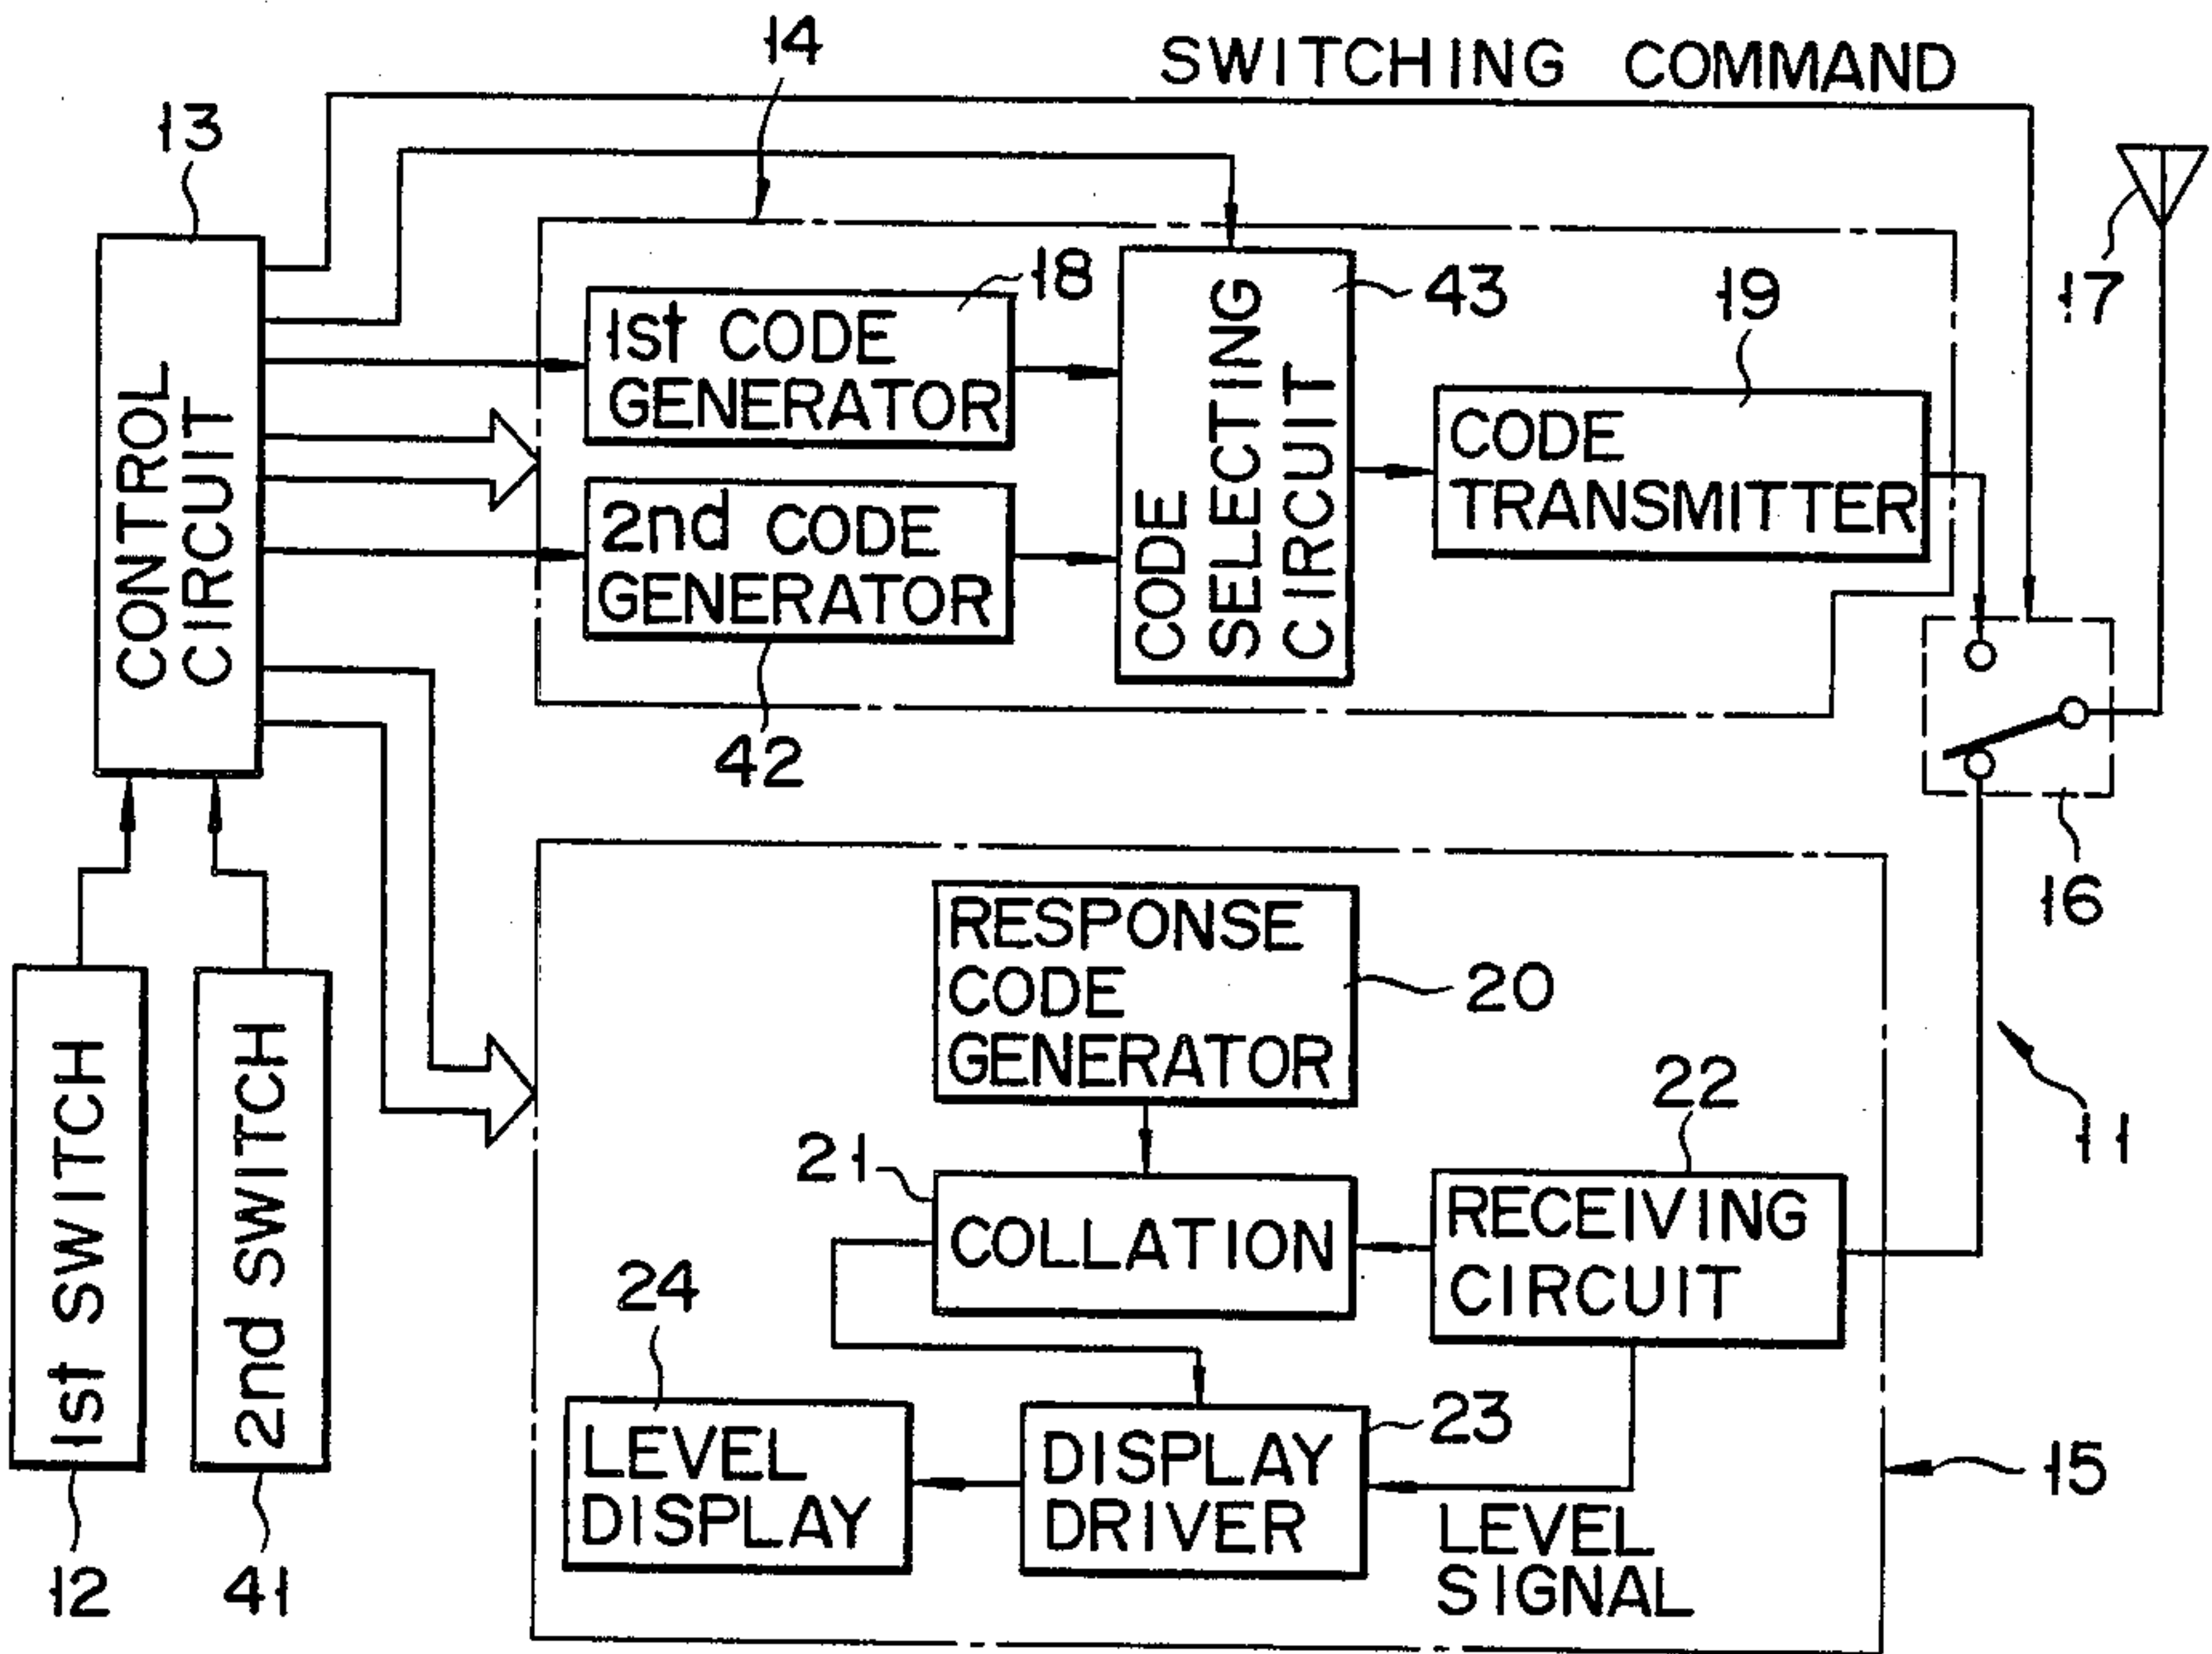 14
SWITCHING COMMAND
13
17
18
43
19
1st CODE
GENERATOR
CONTROL
CIRCUIT
CODE
SELECTING
CIRCUIT
CODE
TRANSMITTER
2nd CODE
GENERATOR
42
16
RESPONSE
CODE
GENERATOR
20
11
22
21
COLLATION
RECEIVING
CIRCUIT
1st SWITCH
2nd SWITCH
24
23
LEVEL
DISPLAY
DISPLAY
DRIVER
15
LEVEL
SIGNAL
12
41